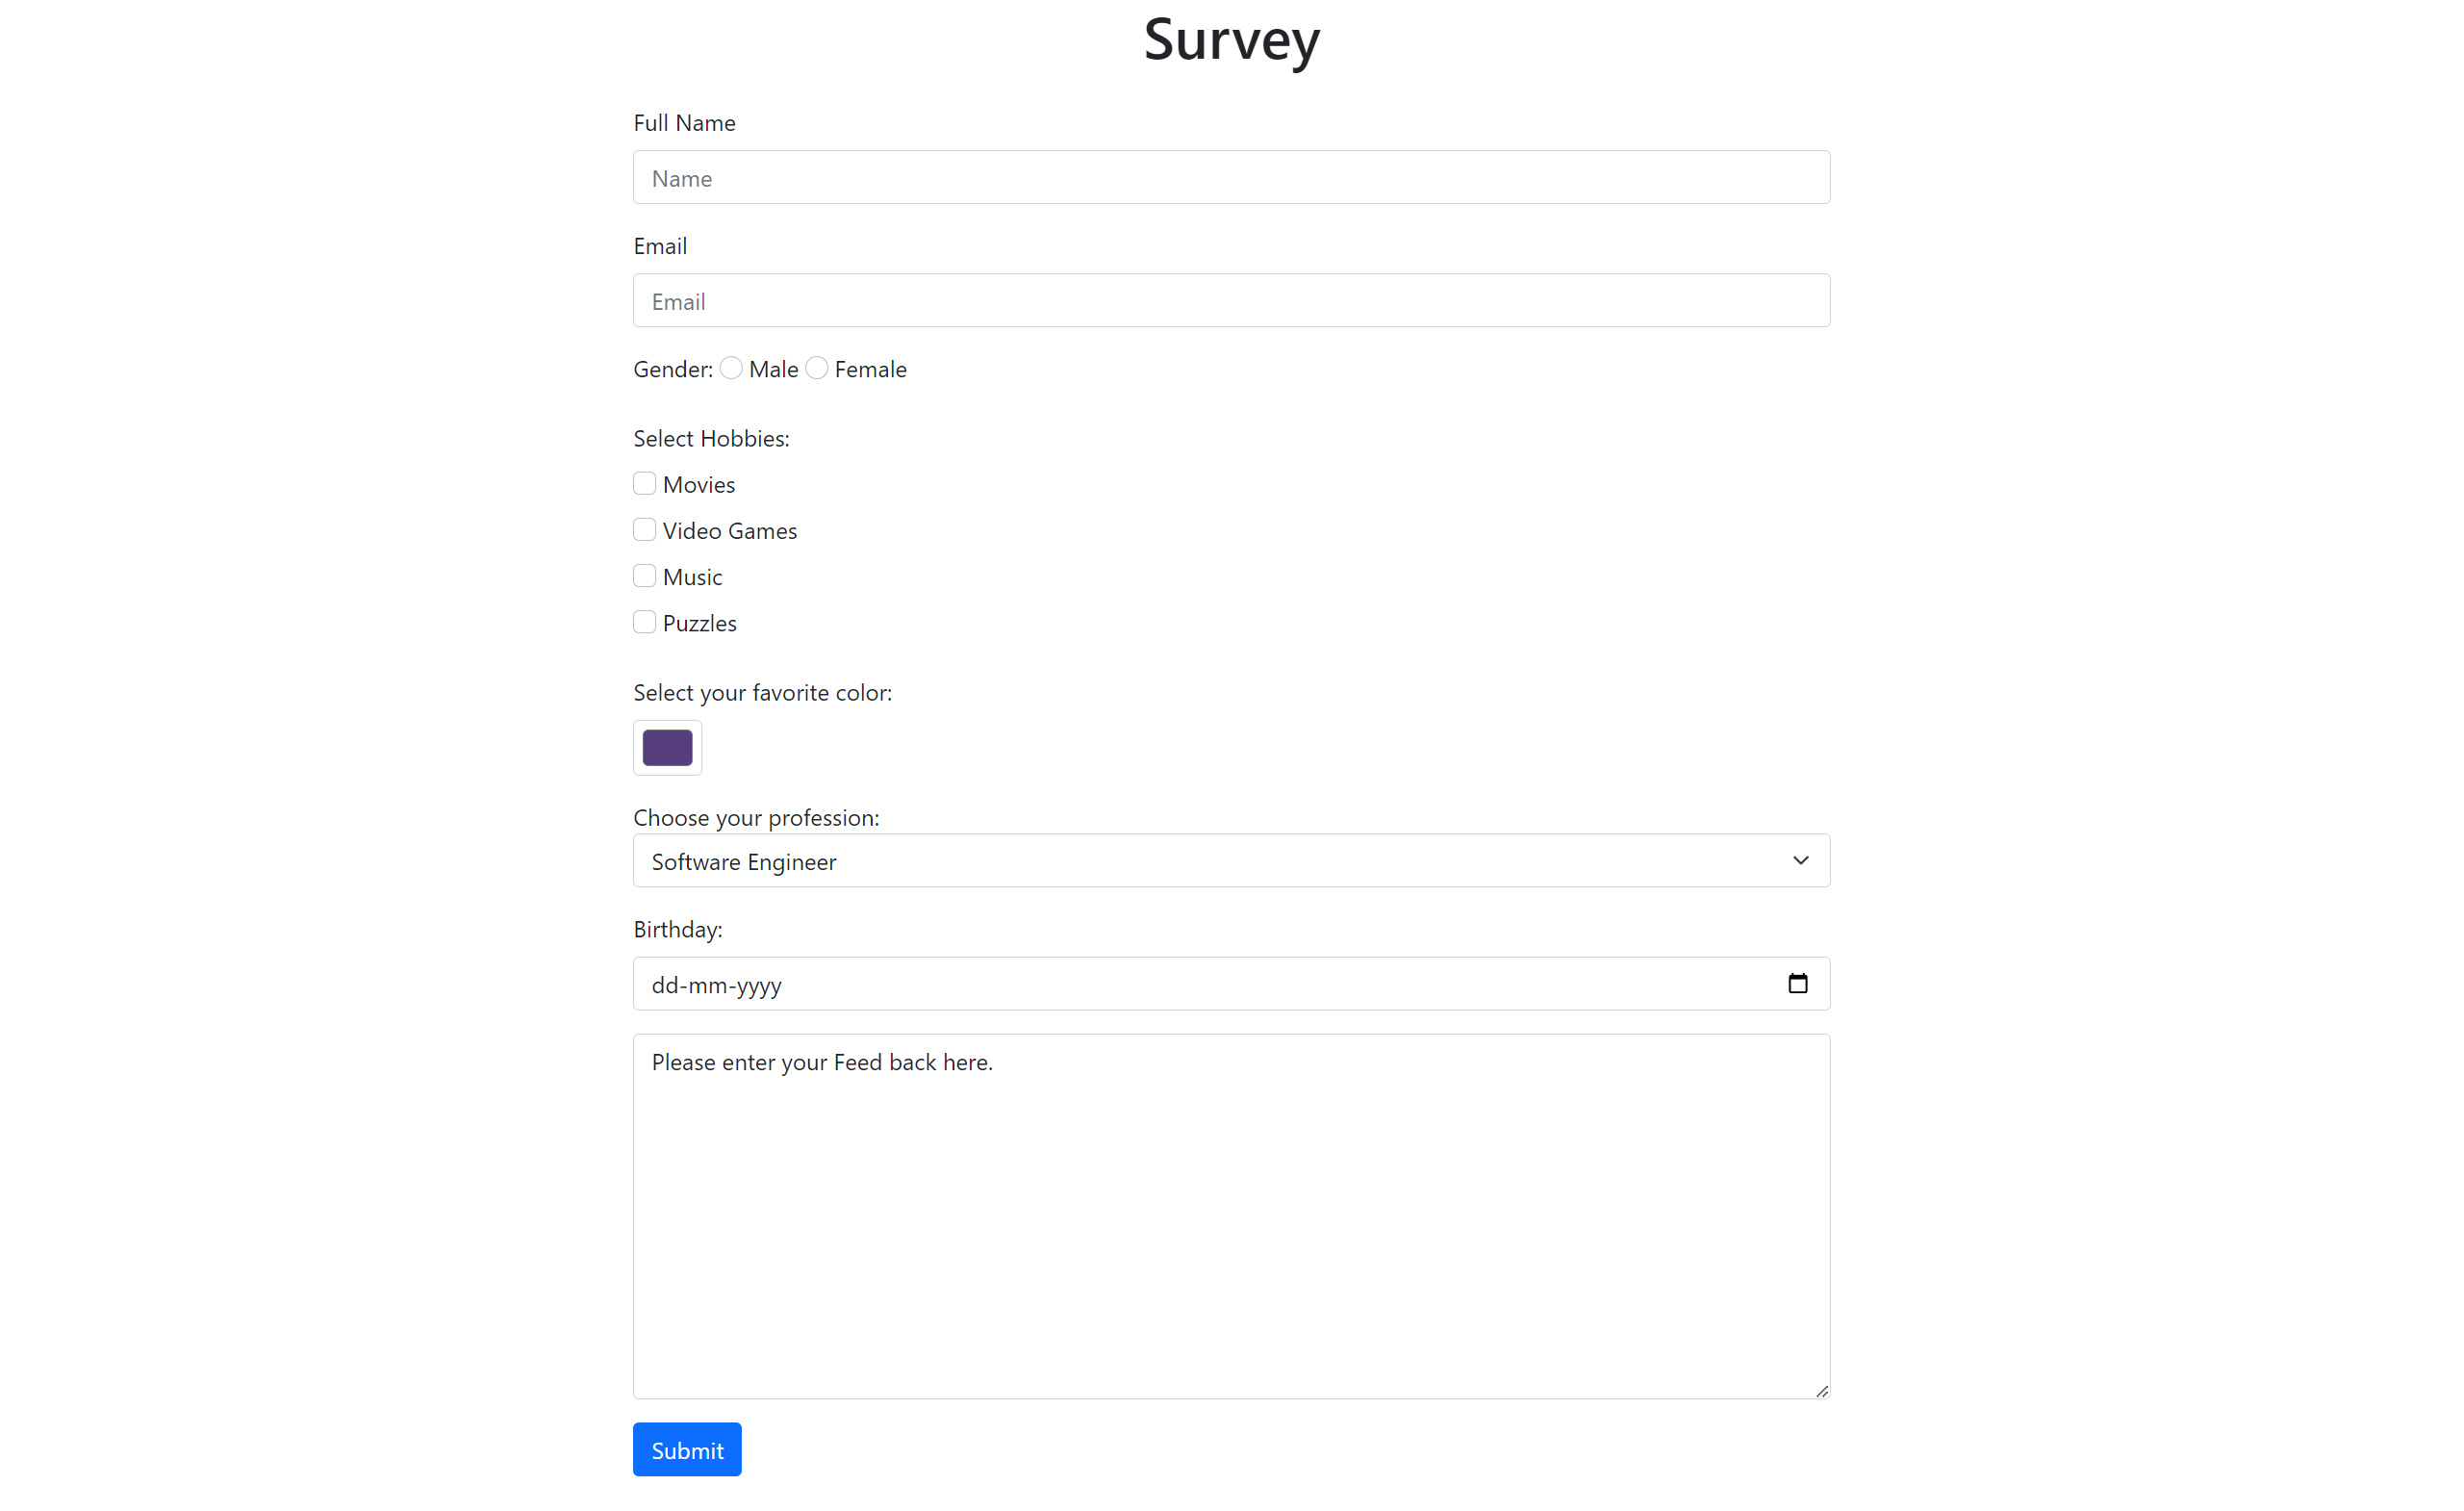 Survey
Full Name
Name
Email
Email
Gender: Male Female
Select Hobbies:
Movies
Video Games
Music
Puzzles
Select your favorite color:
Choose your profession:
Software Engineer
Birthday:
dd-mm-yyyy
Please enter your Feed back here.
Submit